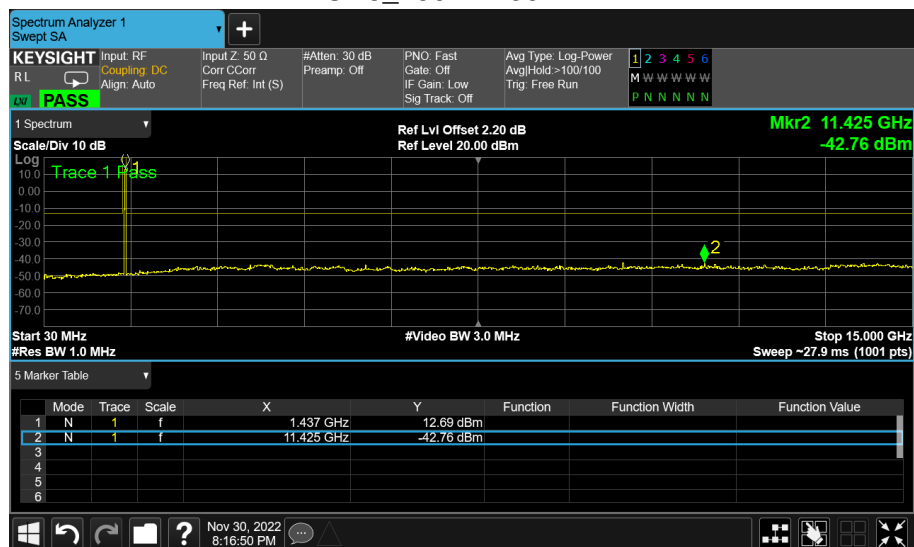 Spectrum Analyzer 1
Swept SA
KEYSIGHT
RL
LXI
PASS
Input: RF
Coupling: DC
Align: Auto
Input Z: 50 Ω
Corr CCorr
Freq Ref: Int (S)
#Atten: 30 dB
Preamp: Off
PNO: Fast
Gate: Off
IF Gain: Low
Sig Track: Off
Avg Type: Log-Power
Avg|Hold:>100/100
Trig: Free Run
1 2 3 4 5 6
M W W W W W
P N N N N N
1 Spectrum
Scale/Div 10 dB
Ref Lvl Offset 2.20 dB
Ref Level 20.00 dBm
Mkr2 11.425 GHz
-42.76 dBm
Log
Trace 1 Pass
1
2
10.0
0.00
-10.0
-20.0
-30.0
-40.0
-50.0
-60.0
-70.0
Start 30 MHz
#Res BW 1.0 MHz
#Video BW 3.0 MHz
Stop 15.000 GHz
Sweep ~27.9 ms (1001 pts)
5 Marker Table
Mode Trace Scale X Y Function Function Width Function Value
1 N 1 f 1.437 GHz 12.69 dBm
2 N 1 f 11.425 GHz -42.76 dBm
3
4
5
6
?
Nov 30, 2022
8:16:50 PM